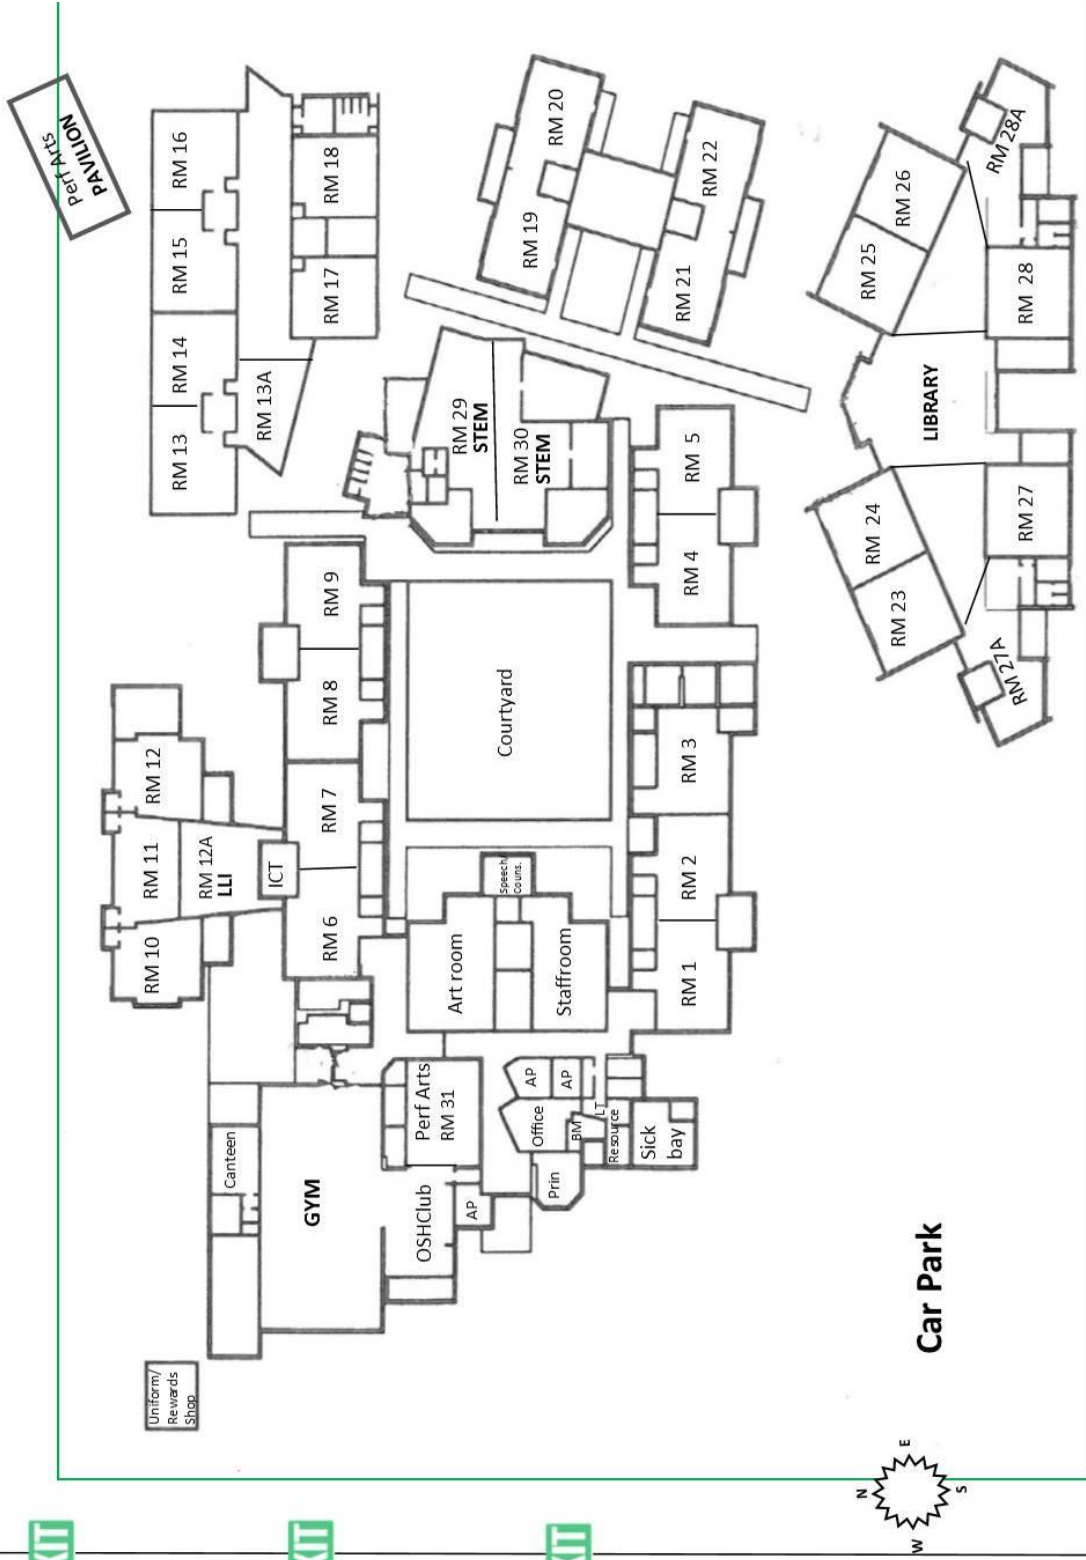 Perf Arts
PAVILION
Uniform/
Rewards
Shop
RM 10
RM 11
RM 12
RM 13
RM 14
RM 15
RM 16
RM 12A
LLI
Canteen
ICT
RM 13A
GYM
RM 6
RM 7
RM 8
RM 9
RM 17
RM 18
OSHClub
Perf Arts
RM 31
AP
Art room
Speech/
Couns.
Courtyard
RM 29
STEM
RM 30
STEM
RM 19
RM 20
Prin
Office
AP
AP
BM
LT
Resource
Staffroom
Sick
bay
RM 1
RM 2
RM 3
RM 4
RM 5
RM 21
RM 22
RM 23
RM 24
RM 25
RM 26
Car Park
LIBRARY
RM 27A
RM 27
RM 28
RM 28A
N
W
E
S